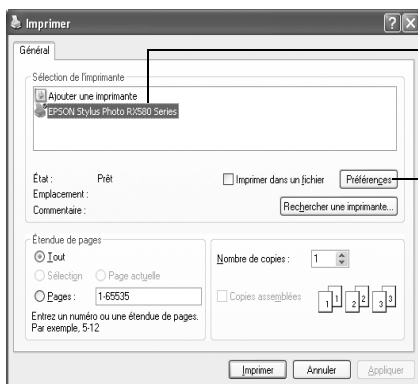 Imprimer
Général
Sélection de l'imprimante
Ajouter une imprimante
EPSON Stylus Photo RX580 Series
État : Prêt
Imprimer dans un fichier
Préférences
Emplacement :
Commentaire :
Rechercher une imprimante...
Étendue de pages
Tout
Sélection
Page actuelle
Pages : 1-65535
Entrez un numéro ou une étendue de pages.
Par exemple, 5-12
Nombre de copies : 1
Copies assemblées
1 1 2 2 3 3
Imprimer
Annuler
Appliquer